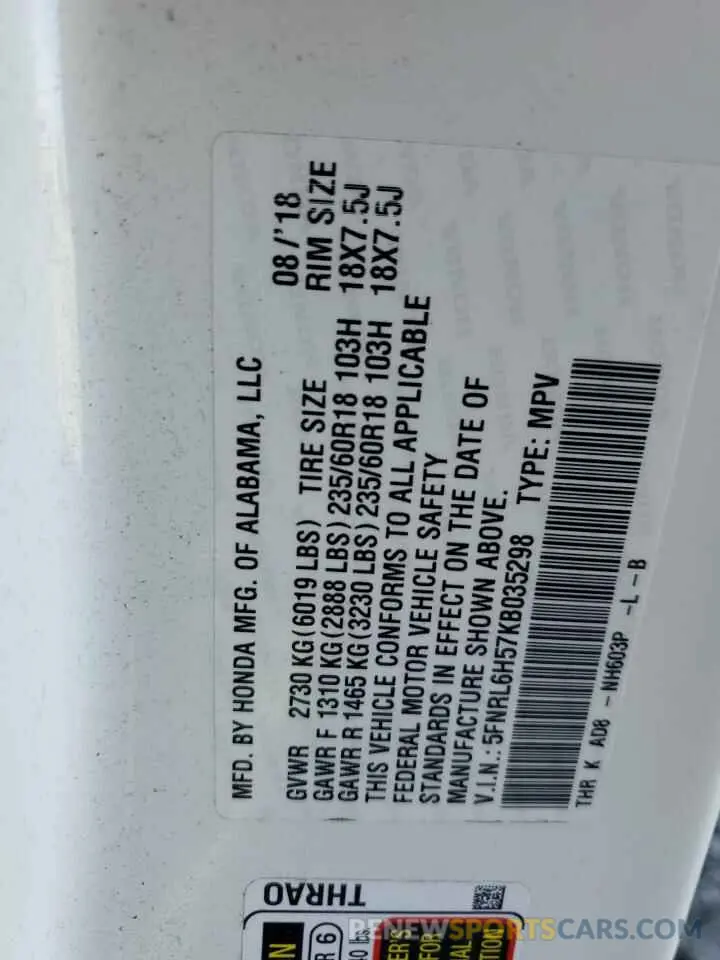 MFD. BY HONDA MFG. OF ALABAMA, LLC 08/'18
GVWR 2730 KG(6019 LBS) TIRE SIZE RIM SIZE
GAWR F 1310 KG(2888 LBS)235/60R18 103H 18X7.5J
GAWR R 1465 KG(3230 LBS)235/60R18 103H 18X7.5J
THIS VEHICLE CONFORMS TO ALL APPLICABLE
FEDERAL MOTOR VEHICLE SAFETY
STANDARDS IN EFFECT ON THE DATE OF
MANUFACTURE SHOWN ABOVE.
V.I.N.: 5FNRL6H57KB035298 TYPE: MPV
THR K AD8 - NH603P -L -B
THRAO
RENEWSPORTSCARS.COM